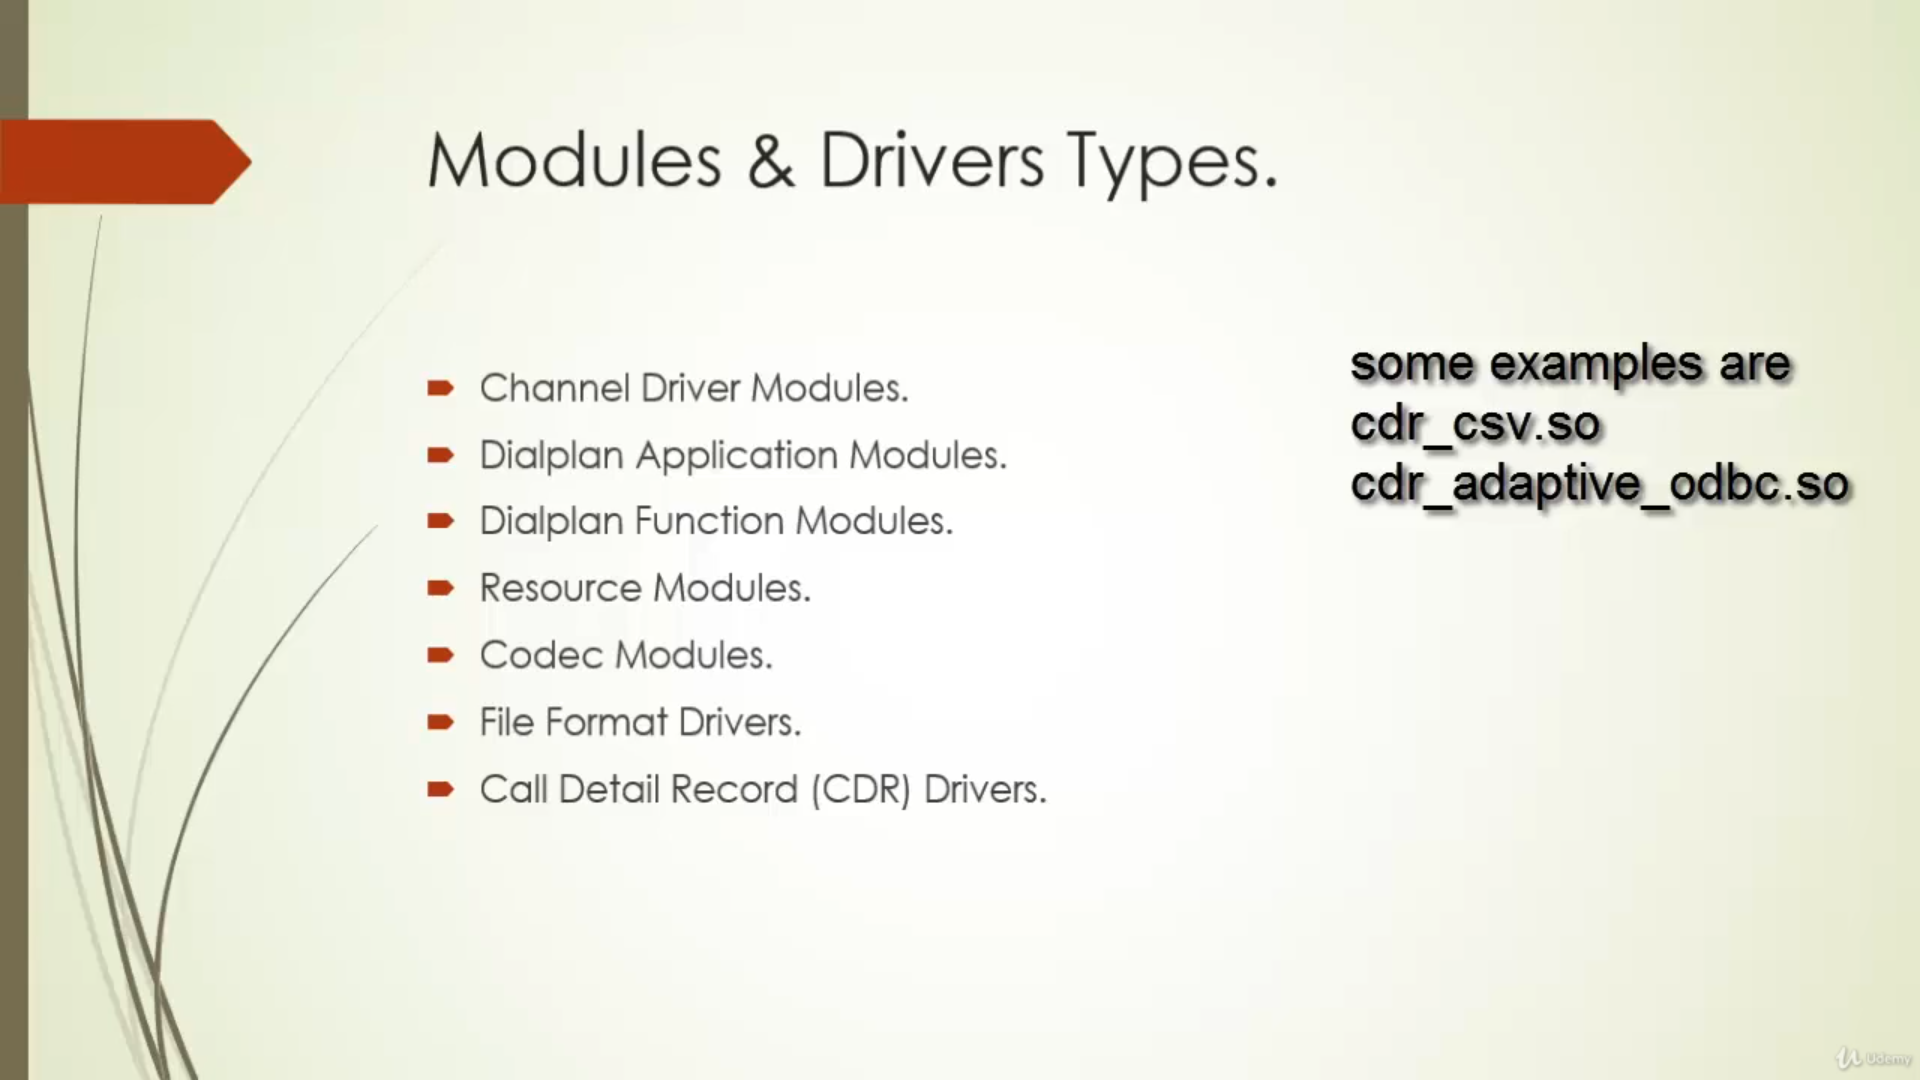 Modules & Drivers Types.
Channel Driver Modules.
Dialplan Application Modules.
Dialplan Function Modules.
Resource Modules.
Codec Modules.
File Format Drivers.
Call Detail Record (CDR) Drivers.
some examples are
cdr_csv.so
cdr_adaptive_odbc.so
Udemy